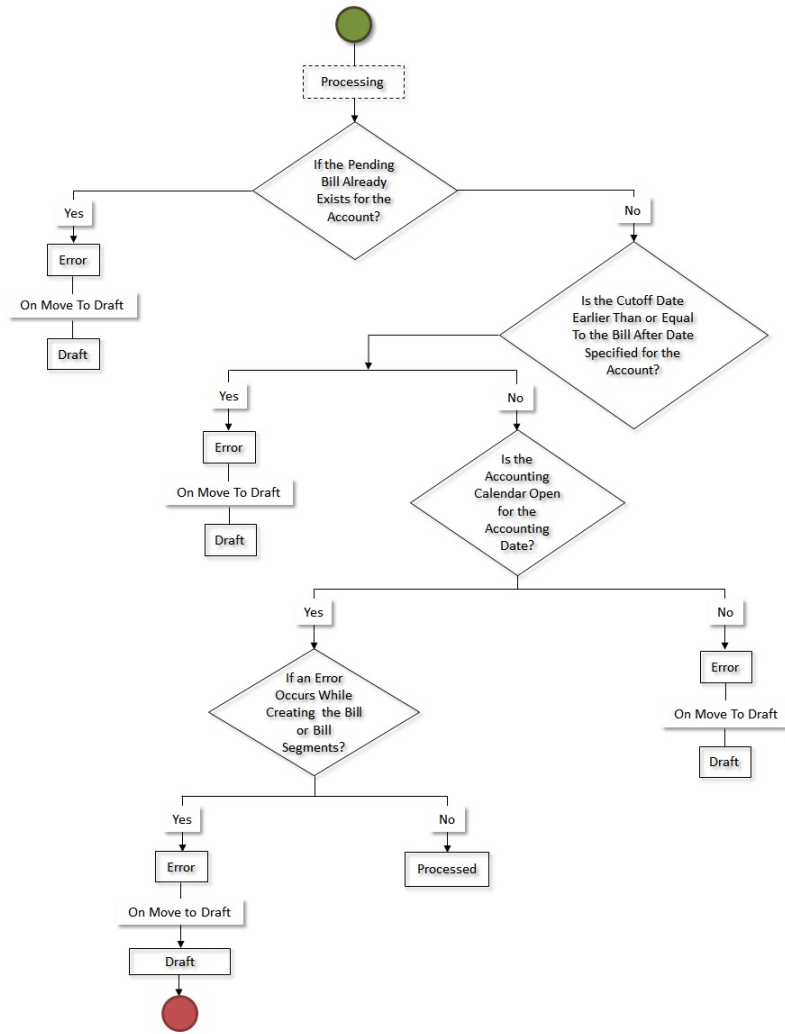 Processing
If the Pending
Bill Already
Exists for the
Account?
Yes
No
Error
On Move To Draft
Draft
Is the Cutoff Date
Earlier Than or Equal
To the Bill After Date
Specified for the
Account?
Yes
No
Error
On Move To Draft
Draft
Is the
Accounting
Calendar Open
for the
Accounting
Date?
Yes
No
Error
On Move To Draft
Draft
If an Error
Occurs While
Creating the Bill
or Bill
Segments?
Yes
No
Error
Processed
On Move to Draft
Draft